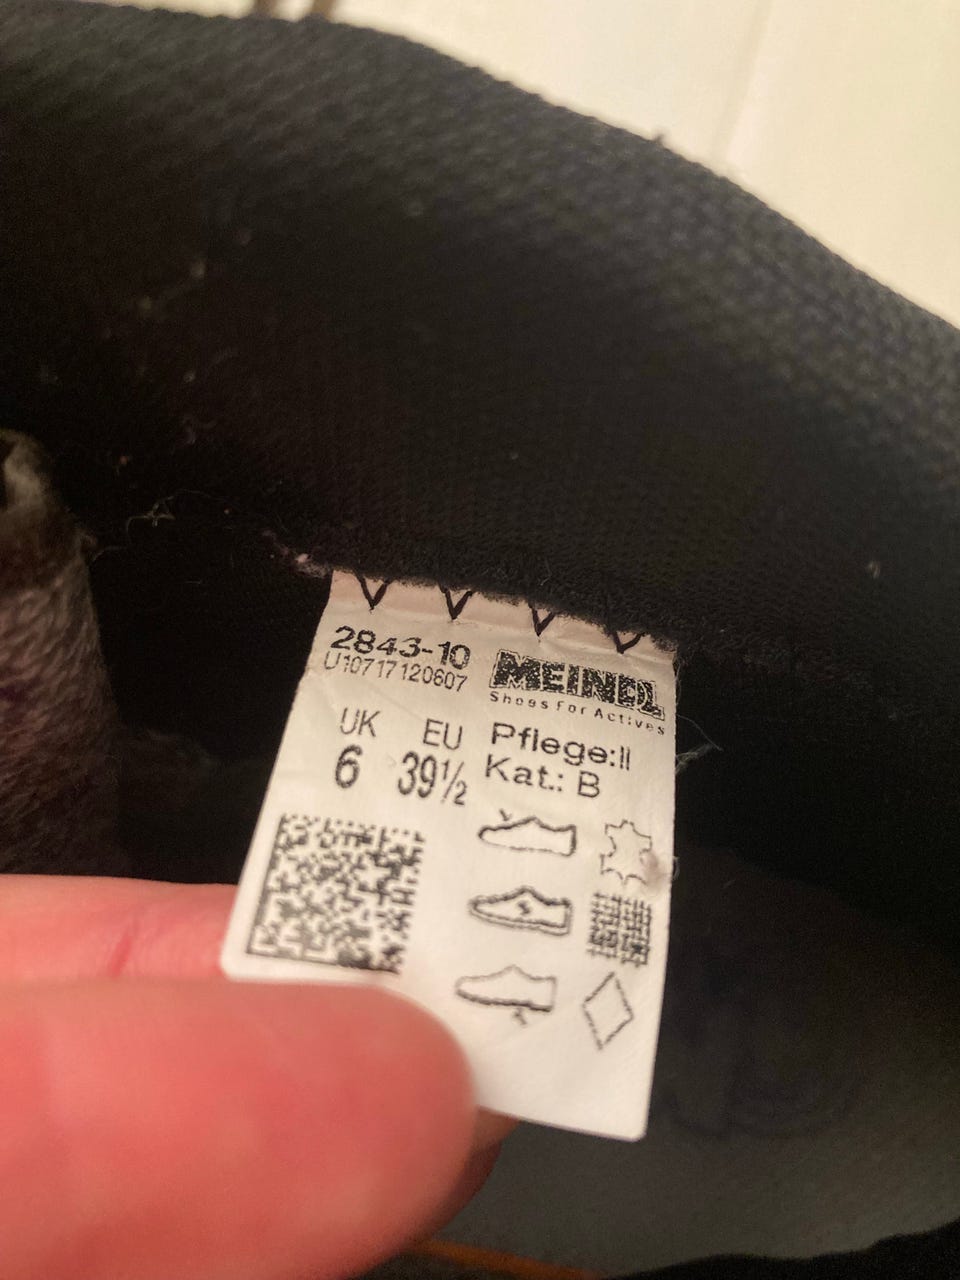 2843-10
U10717120607
MEINDL
Shoes For Actives
UK EU
6 39½
Pflege:II
Kat.: B